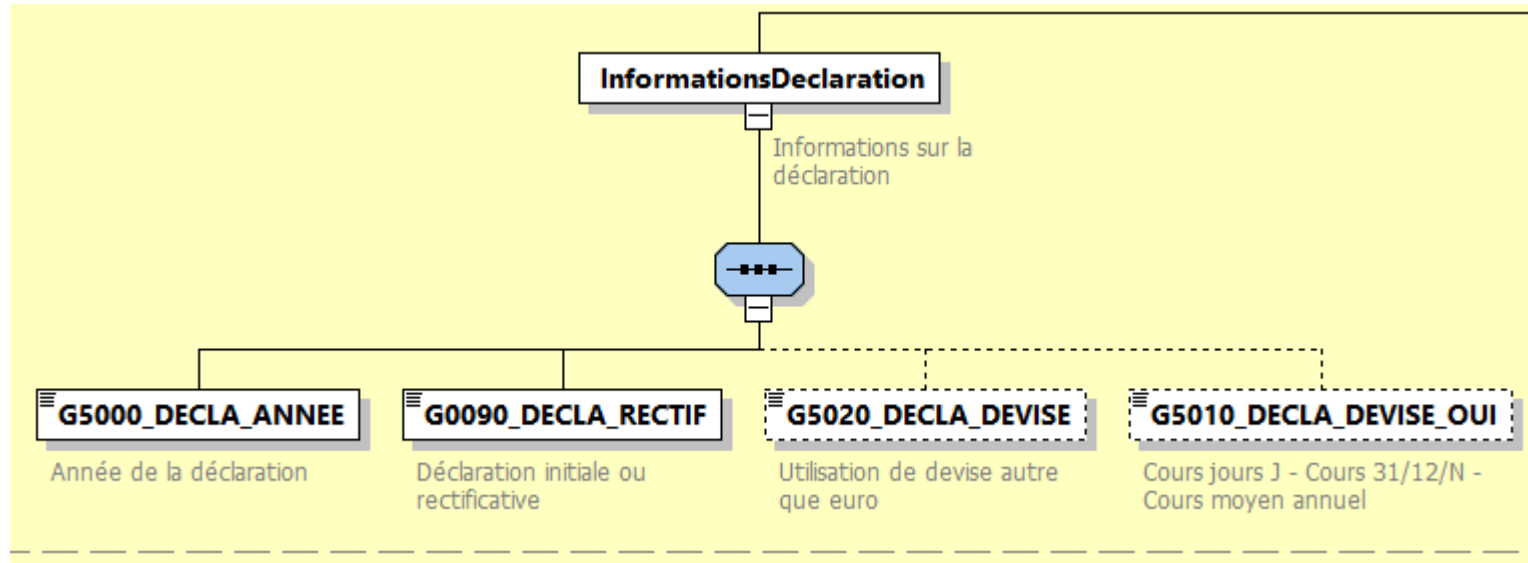 InformationsDeclaration
Informations sur la
déclaration
G5000_DECLA_ANNEE
Année de la déclaration
G0090_DECLA_RECTIF
Déclaration initiale ou
rectificative
G5020_DECLA_DEVISE
Utilisation de devise autre
que euro
G5010_DECLA_DEVISE_OUI
Cours jours J - Cours 31/12/N -
Cours moyen annuel